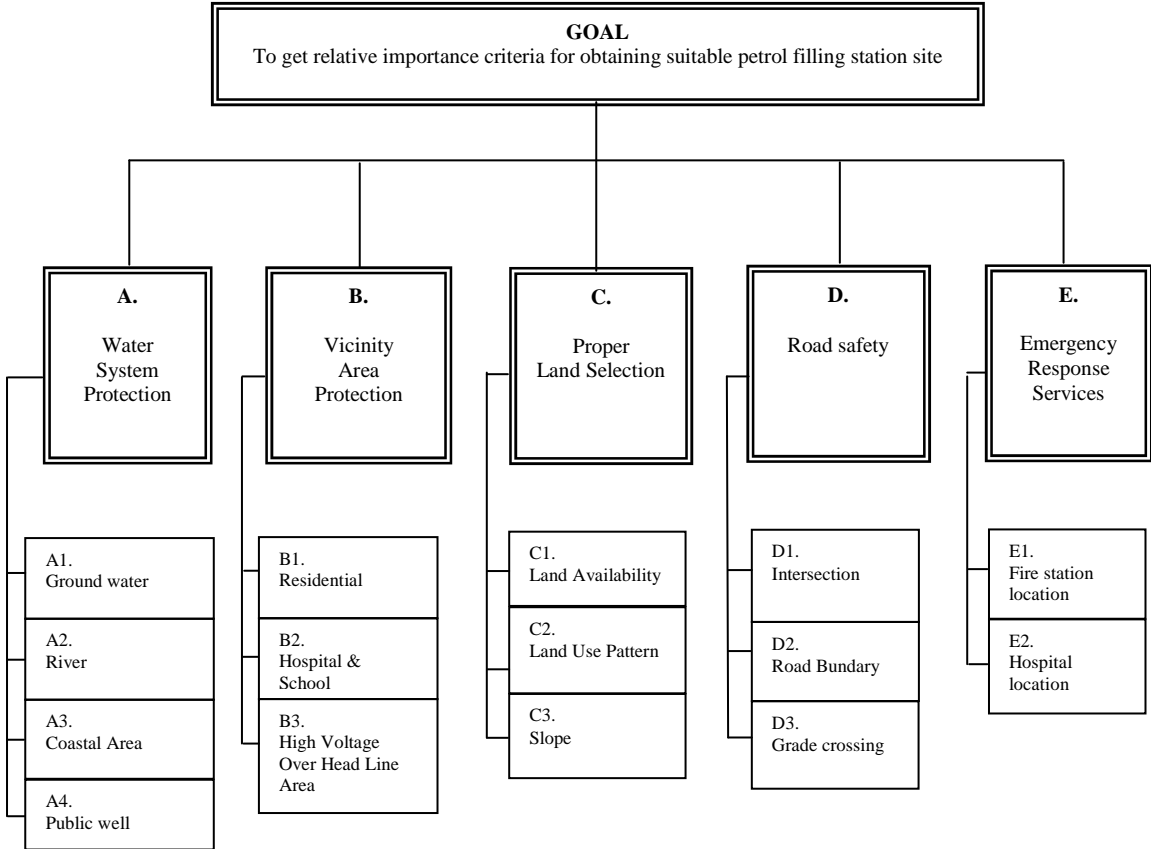 GOAL
To get relative importance criteria for obtaining suitable petrol filling station site
A.
Water
System
Protection
B.
Vicinity
Area
Protection
C.
Proper
Land Selection
D.
Road safety
E.
Emergency
Response
Services
A1.
Ground water
A2.
River
A3.
Coastal Area
A4.
Public well
B1.
Residential
B2.
Hospital &
School
B3.
High Voltage
Over Head Line
Area
C1.
Land Availability
C2.
Land Use Pattern
C3.
Slope
D1.
Intersection
D2.
Road Bundary
D3.
Grade crossing
E1.
Fire station
location
E2.
Hospital
location